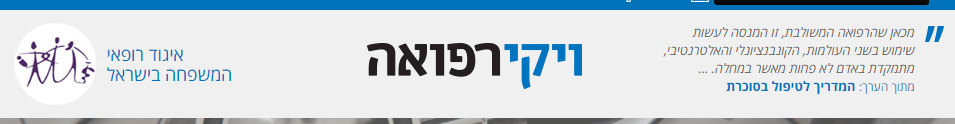 מכאן שהרפואה המשולבת, זו המנסה לעשות
שימוש בשני העולמות, הקונבנציונלי והאלטרנטיבי,
מתמקדת באדם לא פחות מאשר במחלה. ...
מתוך הערך: המדריך לטיפול בסוכרת
ויקירפואה
איגוד רופאי
המשפחה בישראל